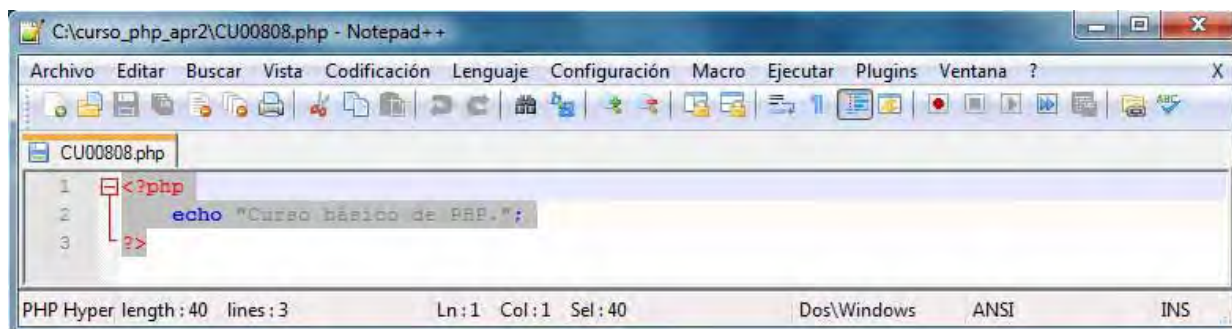 C:\curso_php_apr2\CU00808.php - Notepad++
Archivo Editar Buscar Vista Codificación Lenguaje Configuración Macro Ejecutar Plugins Ventana ? X
ABC
CU00808.php
1 <?php
2 echo "Curso básico de PHP.";
3 ?>
PHP Hyper length : 40 lines : 3 Ln : 1 Col : 1 Sel : 40 Dos\Windows ANSI INS